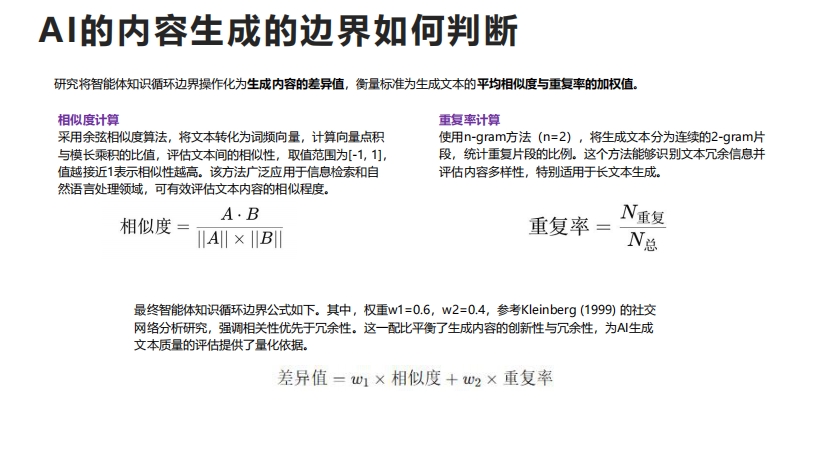 AI的内容生成的边界如何判断
研究将智能体知识循环边界操作化为生成内容的差异值，衡量标准为生成文本的平均相似度与重复率的加权值。
相似度计算
采用余弦相似度算法，将文本转化为词频向量，计算向量点积
与模长乘积的比值，评估文本间的相似性，取值范围为[-1, 1]，
值越接近1表示相似性越高。该方法广泛应用于信息检索和自
然语言处理领域，可有效评估文本内容的相似程度。
相似度 = A · B / ||A|| × ||B||
重复率计算
使用n-gram方法（n=2），将生成文本分为连续的2-gram片
段，统计重复片段的比例。这个方法能够识别文本冗余信息并
评估内容多样性，特别适用于长文本生成。
重复率 = N重复 / N总
最终智能体知识循环边界公式如下。其中，权重w1=0.6，w2=0.4，参考Kleinberg (1999) 的社交
网络分析研究，强调相关性优先于冗余性。这一配比平衡了生成内容的创新性与冗余性，为AI生成
文本质量的评估提供了量化依据。
差异值 = w₁ × 相似度 + w₂ × 重复率